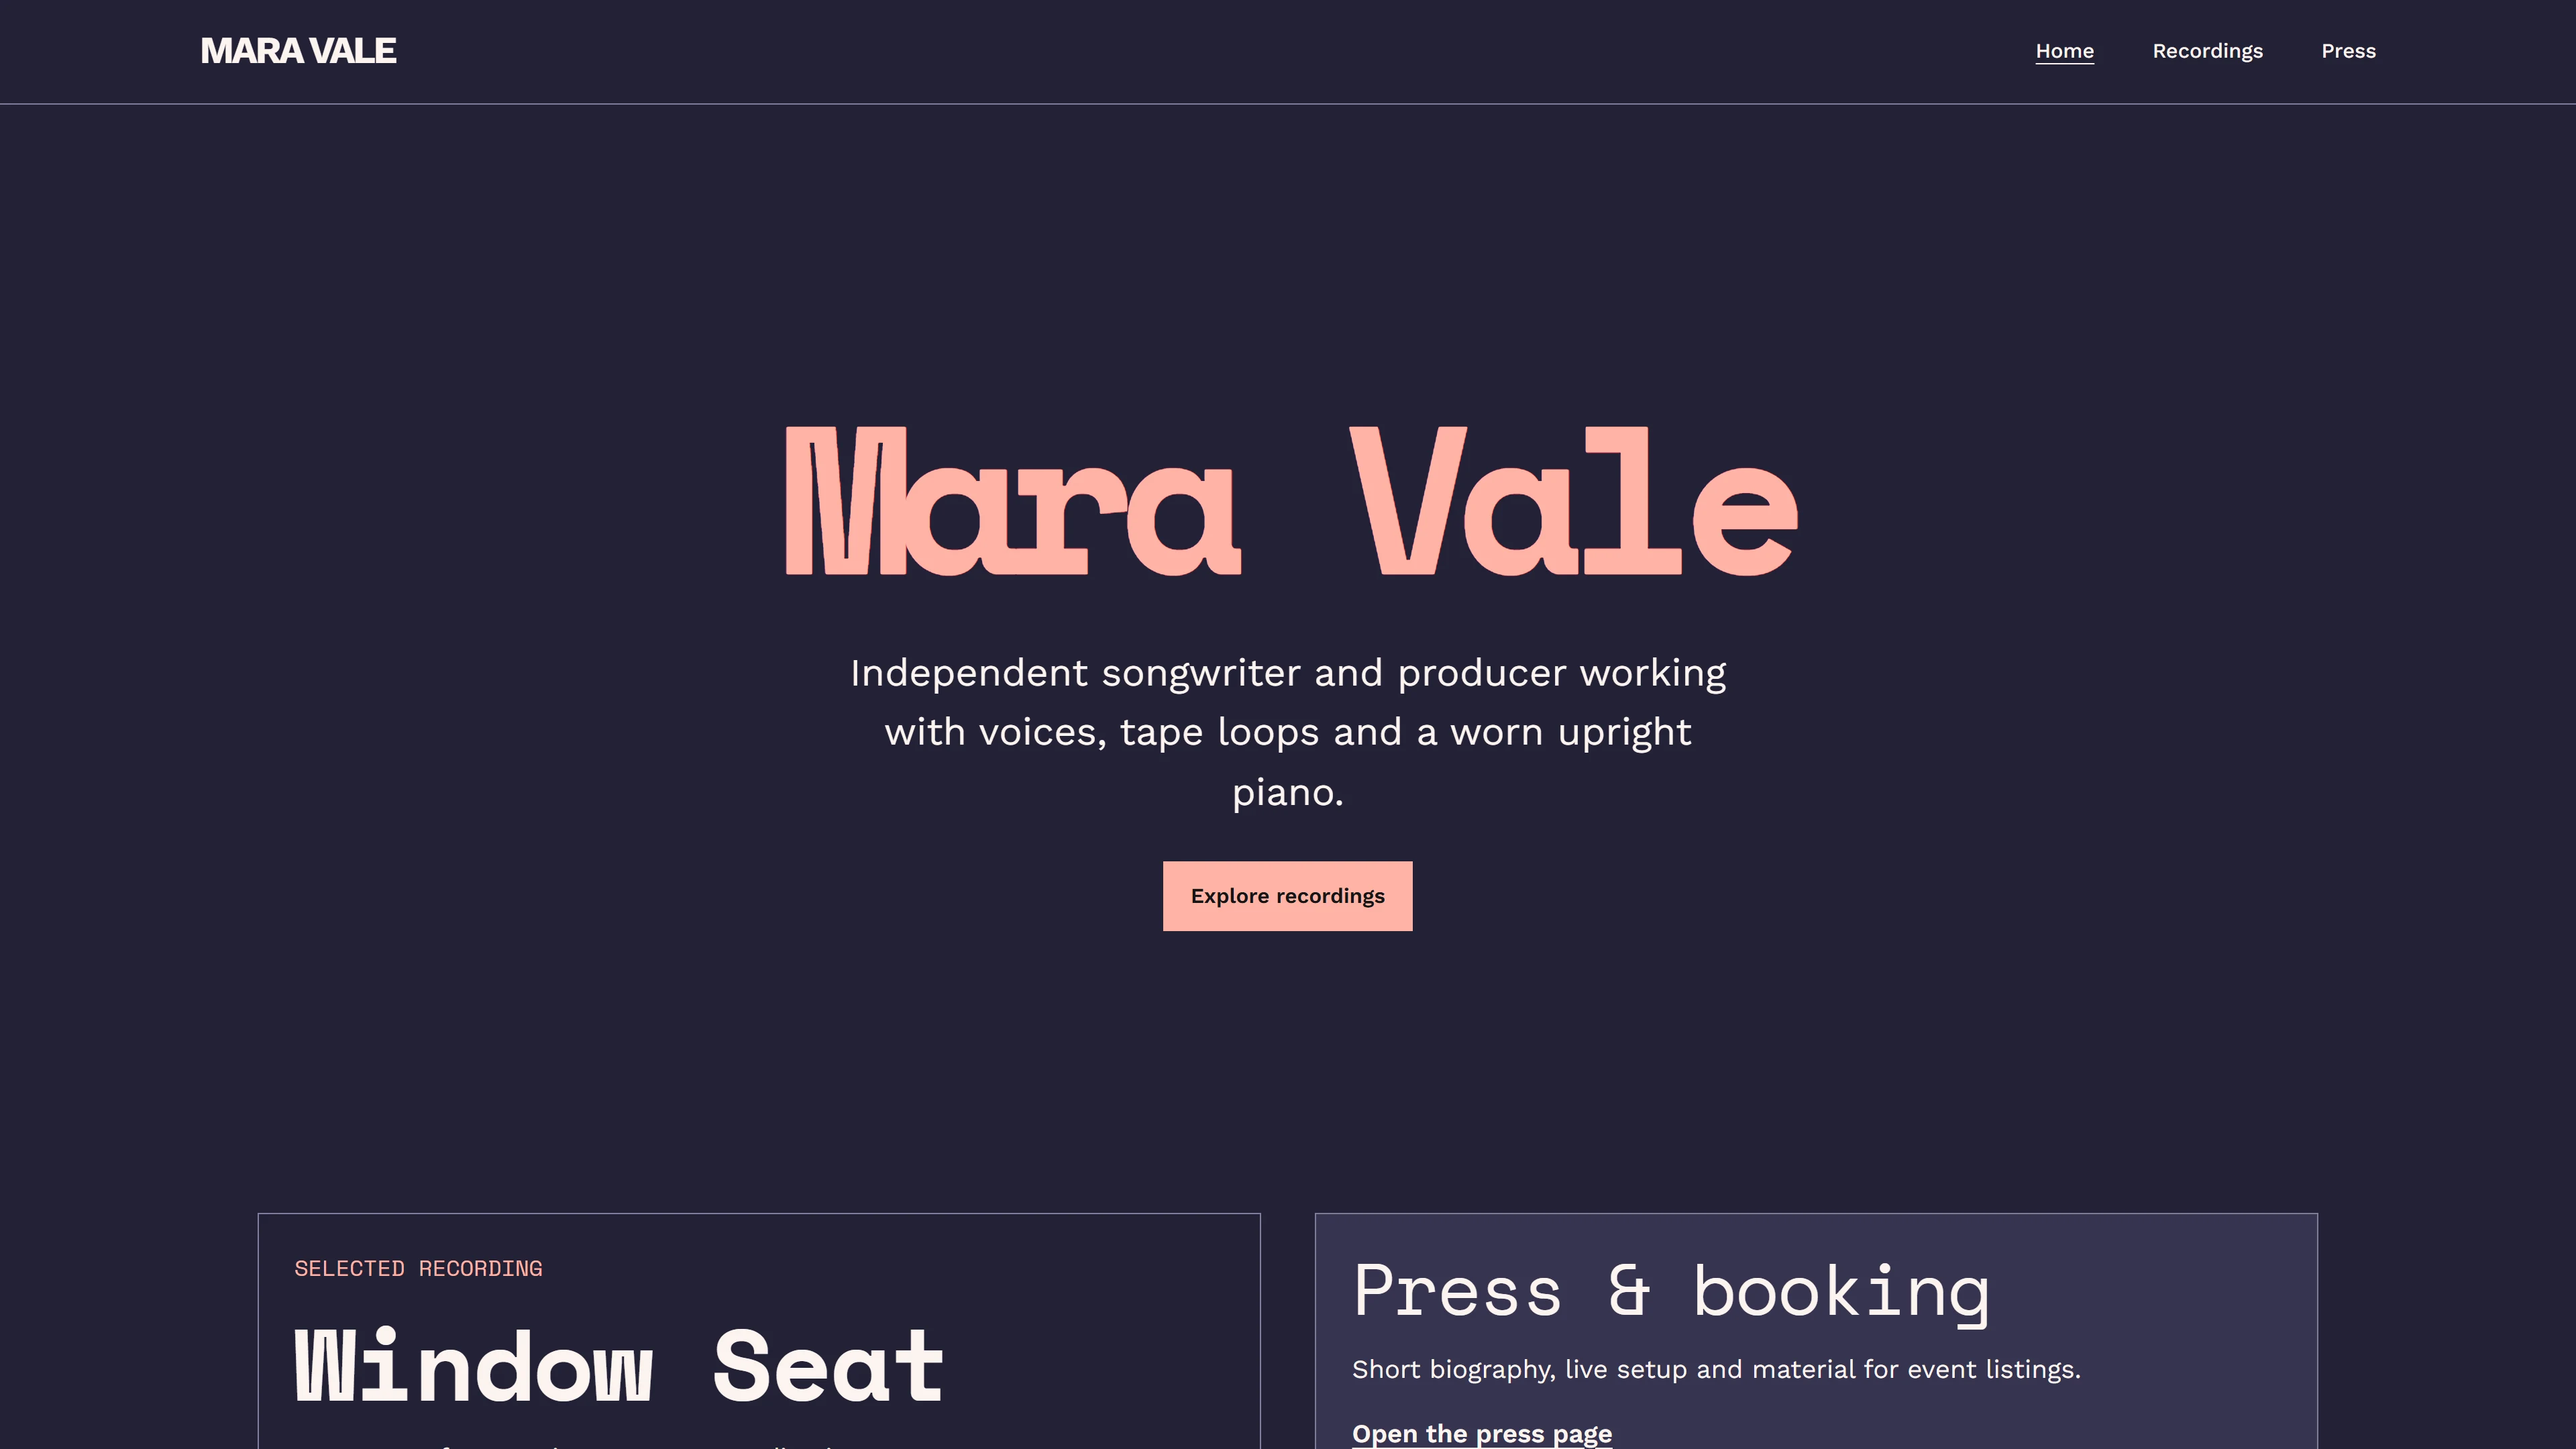 MARA VALE
Home
Recordings
Press
Mara Vale
Independent songwriter and producer working
with voices, tape loops and a worn upright
piano.
Explore recordings
SELECTED RECORDING
Window Seat
Press & booking
Short biography, live setup and material for event listings.
Open the press page